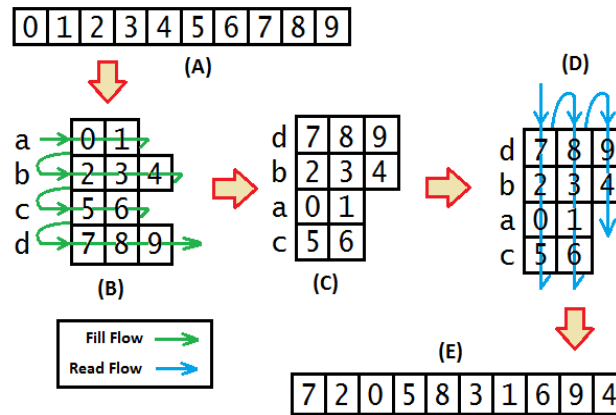 0 1 2 3 4 5 6 7 8 9
(A)
a 0 1
b 2 3 4
c 5 6
d 7 8 9
(B)
d 7 8 9
b 2 3 4
a 0 1
c 5 6
(C)
(D)
d 7 8 9
b 2 3 4
a 0 1
c 5 6
Fill Flow
Read Flow
(E)
7 2 0 5 8 3 1 6 9 4